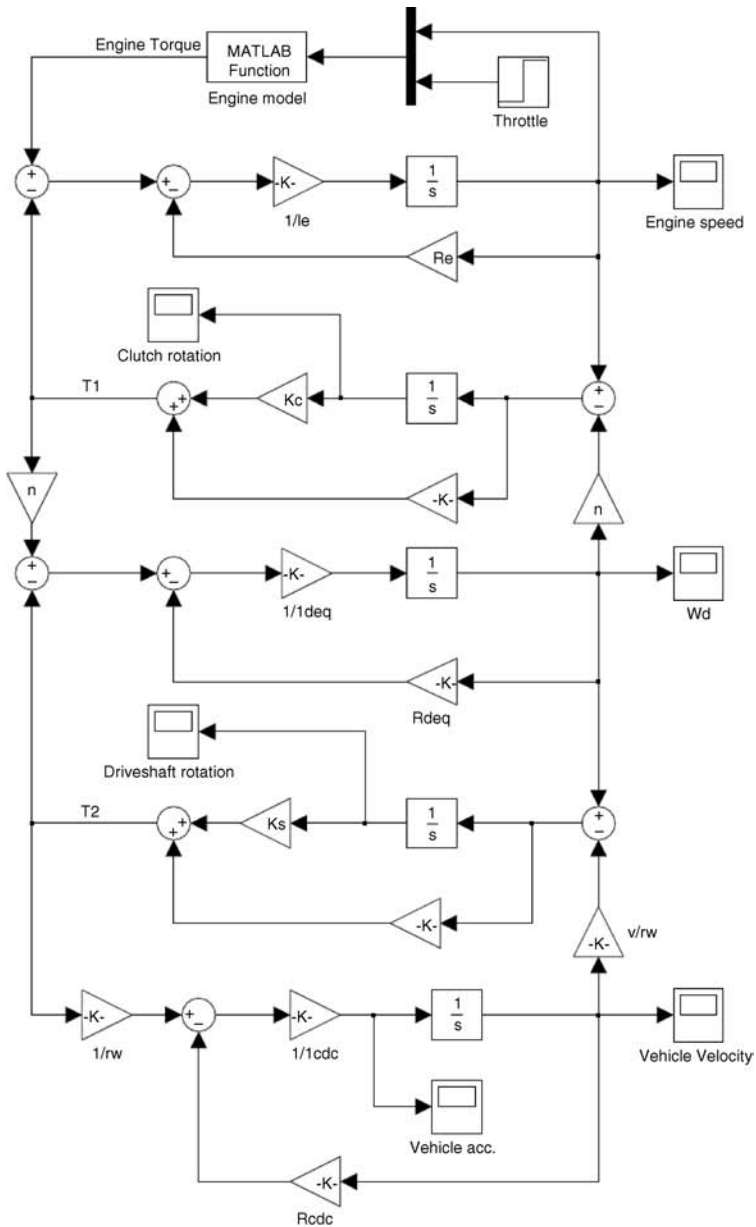 Engine Torque
MATLAB
Function
Engine model
Throttle
+
−
+
−
-K-
1/Ie
1
s
Engine speed
Re
Clutch rotation
T1
+
+
Kc
1
s
+
−
-K-
n
n
+
−
+
−
-K-
1/1deq
1
s
Wd
-K-
Rdeq
Driveshaft rotation
T2
+
+
Ks
1
s
+
−
-K-
-K-
v/rw
-K-
1/rw
+
−
-K-
1/1cdc
1
s
Vehicle Velocity
Vehicle acc.
-K-
Rcdc